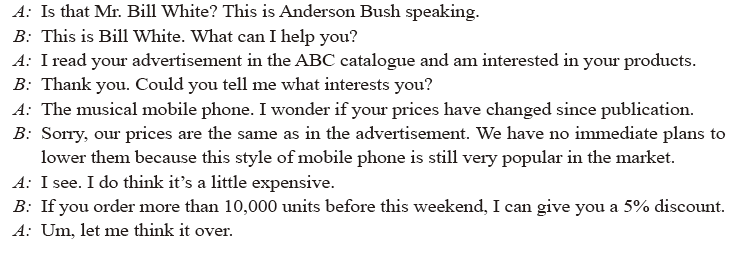 A: Is that Mr. Bill White? This is Anderson Bush speaking.
B: This is Bill White. What can I help you?
A: I read your advertisement in the ABC catalogue and am interested in your products.
B: Thank you. Could you tell me what interests you?
A: The musical mobile phone. I wonder if your prices have changed since publication.
B: Sorry, our prices are the same as in the advertisement. We have no immediate plans to
lower them because this style of mobile phone is still very popular in the market.
A: I see. I do think it's a little expensive.
B: If you order more than 10,000 units before this weekend, I can give you a 5% discount.
A: Um, let me think it over.